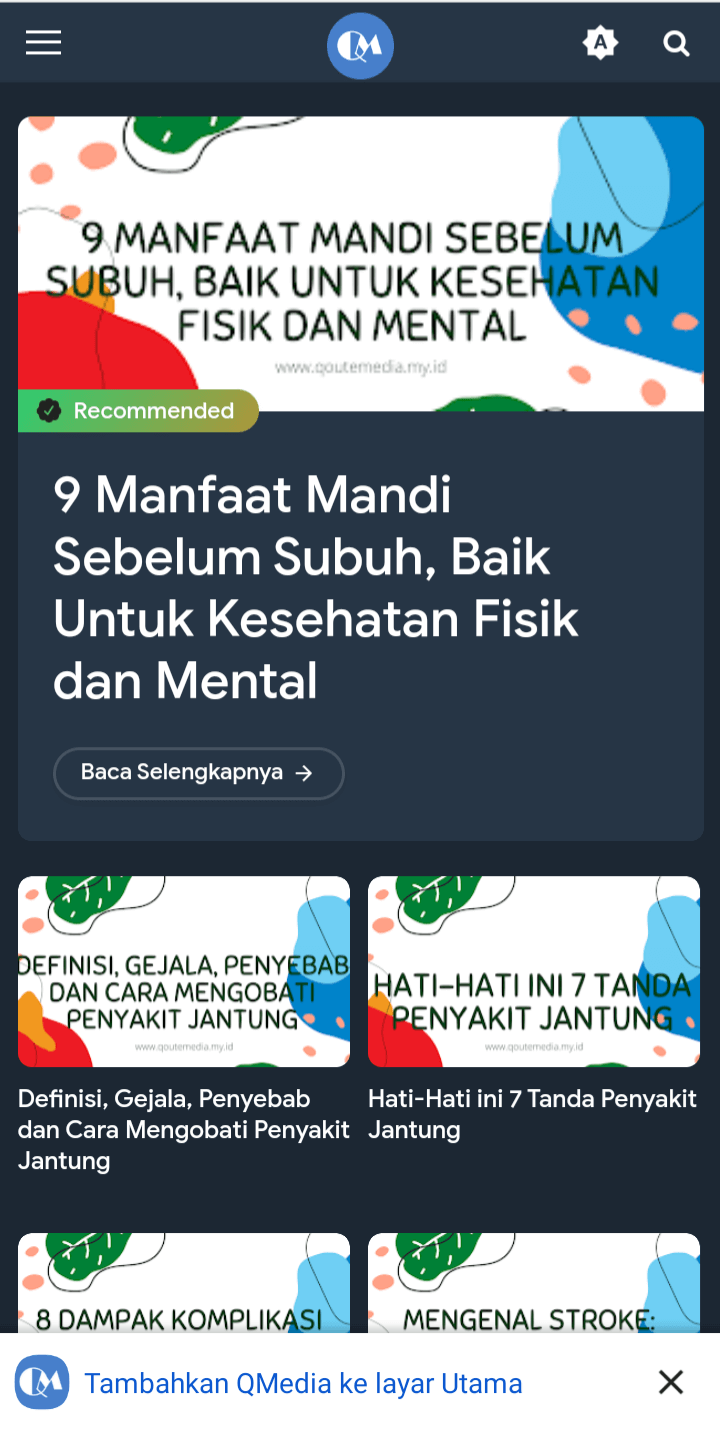 QM
A
9 MANFAAT MANDI SEBELUM
SUBUH, BAIK UNTUK KESEHATAN
FISIK DAN MENTAL
www.qoutemedia.my.id
Recommended
9 Manfaat Mandi
Sebelum Subuh, Baik
Untuk Kesehatan Fisik
dan Mental
Baca Selengkapnya →
DEFINISI, GEJALA, PENYEBAB
DAN CARA MENGOBATI
PENYAKIT JANTUNG
www.qoutemedia.my.id
Definisi, Gejala, Penyebab
dan Cara Mengobati Penyakit
Jantung
HATI-HATI INI 7 TANDA
PENYAKIT JANTUNG
www.qoutemedia.my.id
Hati-Hati ini 7 Tanda Penyakit
Jantung
8 DAMPAK KOMPLIKASI
MENGENAL STROKE:
QM
Tambahkan QMedia ke layar Utama